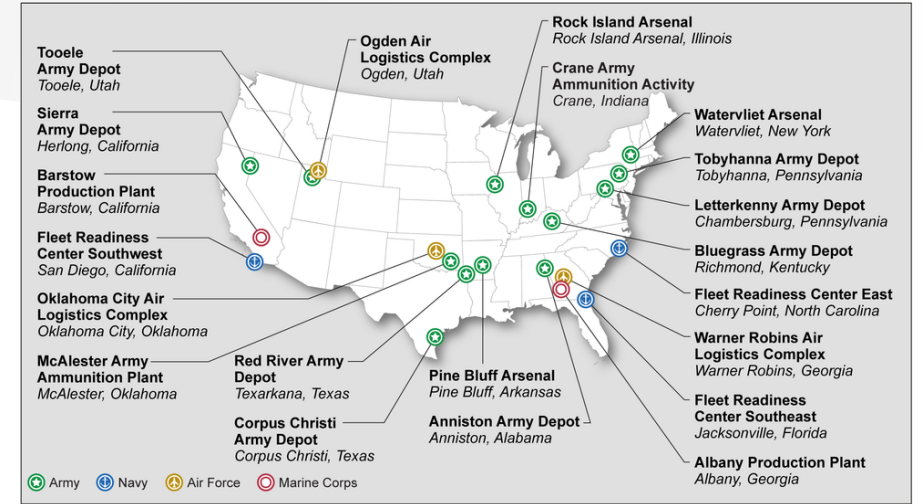 Tooele
Army Depot
Tooele, Utah
Sierra
Army Depot
Herlong, California
Barstow
Production Plant
Barstow, California
Fleet Readiness
Center Southwest
San Diego, California
Oklahoma City Air
Logistics Complex
Oklahoma City, Oklahoma
McAlester Army
Ammunition Plant
McAlester, Oklahoma
Ogden Air
Logistics Complex
Ogden, Utah
Red River Army
Depot
Texarkana, Texas
Corpus Christi
Army Depot
Corpus Christi, Texas
Pine Bluff Arsenal
Pine Bluff, Arkansas
Anniston Army Depot
Anniston, Alabama
Rock Island Arsenal
Rock Island Arsenal, Illinois
Crane Army
Ammunition Activity
Crane, Indiana
Watervliet Arsenal
Watervliet, New York
Tobyhanna Army Depot
Tobyhanna, Pennsylvania
Letterkenny Army Depot
Chambersburg, Pennsylvania
Bluegrass Army Depot
Richmond, Kentucky
Fleet Readiness Center East
Cherry Point, North Carolina
Warner Robins Air
Logistics Complex
Warner Robins, Georgia
Fleet Readiness
Center Southeast
Jacksonville, Florida
Albany Production Plant
Albany, Georgia
Army
Navy
Air Force
Marine Corps